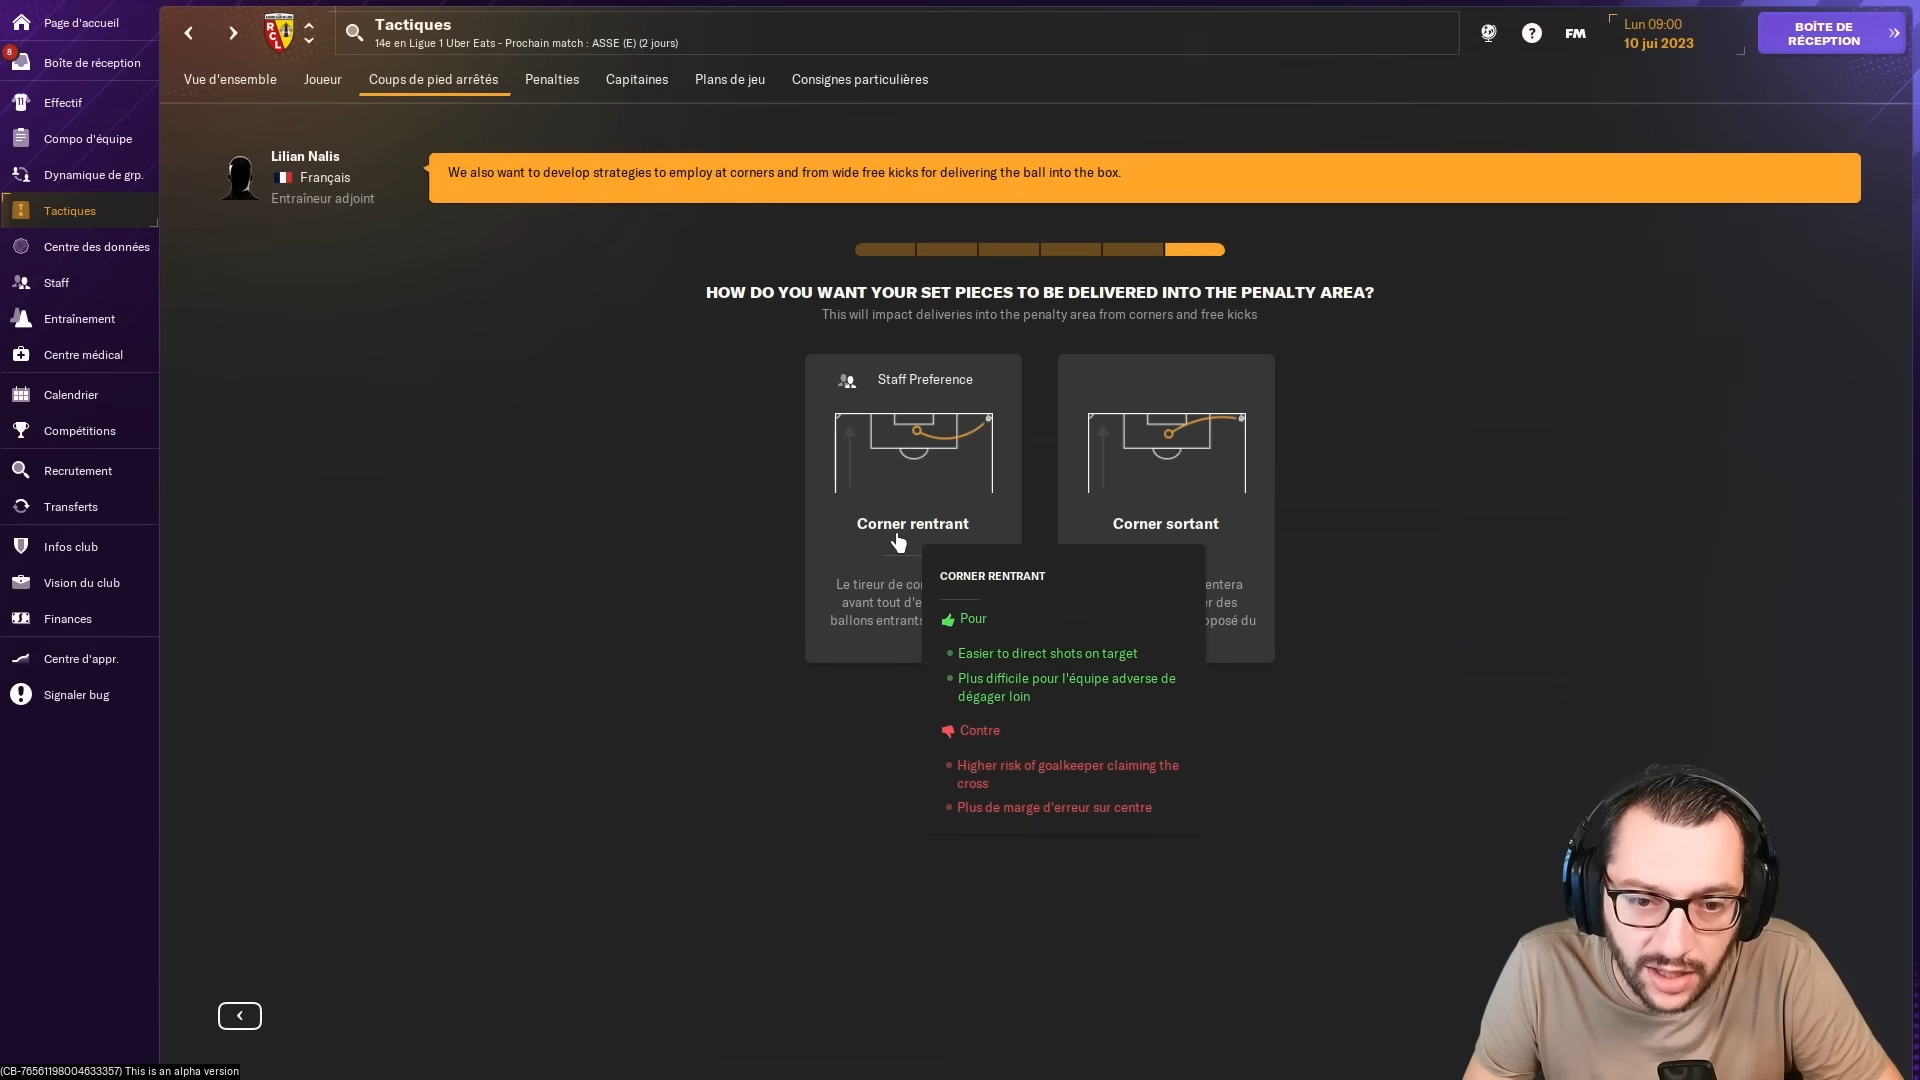 Page d'accueil
8
Boîte de réception
Effectif
Compo d'équipe
Dynamique de grp.
Tactiques
Centre des données
Staff
Entraînement
Centre médical
Calendrier
Compétitions
Recrutement
Transferts
Infos club
Vision du club
Finances
Centre d'appr.
Signaler bug
(CB-76561198004633357) This is an alpha version
RCL
Tactiques
14e en Ligue 1 Uber Eats - Prochain match : ASSE (E) (2 jours)
?
FM
Lun 09:00
10 jui 2023
BOÎTE DE
RÉCEPTION
Vue d'ensemble
Joueur
Coups de pied arrêtés
Penalties
Capitaines
Plans de jeu
Consignes particulières
Lilian Nalis
Français
Entraîneur adjoint
We also want to develop strategies to employ at corners and from wide free kicks for delivering the ball into the box.
HOW DO YOU WANT YOUR SET PIECES TO BE DELIVERED INTO THE PENALTY AREA?
This will impact deliveries into the penalty area from corners and free kicks
Staff Preference
Corner rentrant
Le tireur de
avant tout
ballons entrants
Corner sortant
des
du
CORNER RENTRANT
Pour
Easier to direct shots on target
Plus difficile pour l'équipe adverse de
dégager loin
Contre
Higher risk of goalkeeper claiming the
cross
Plus de marge d'erreur sur centre